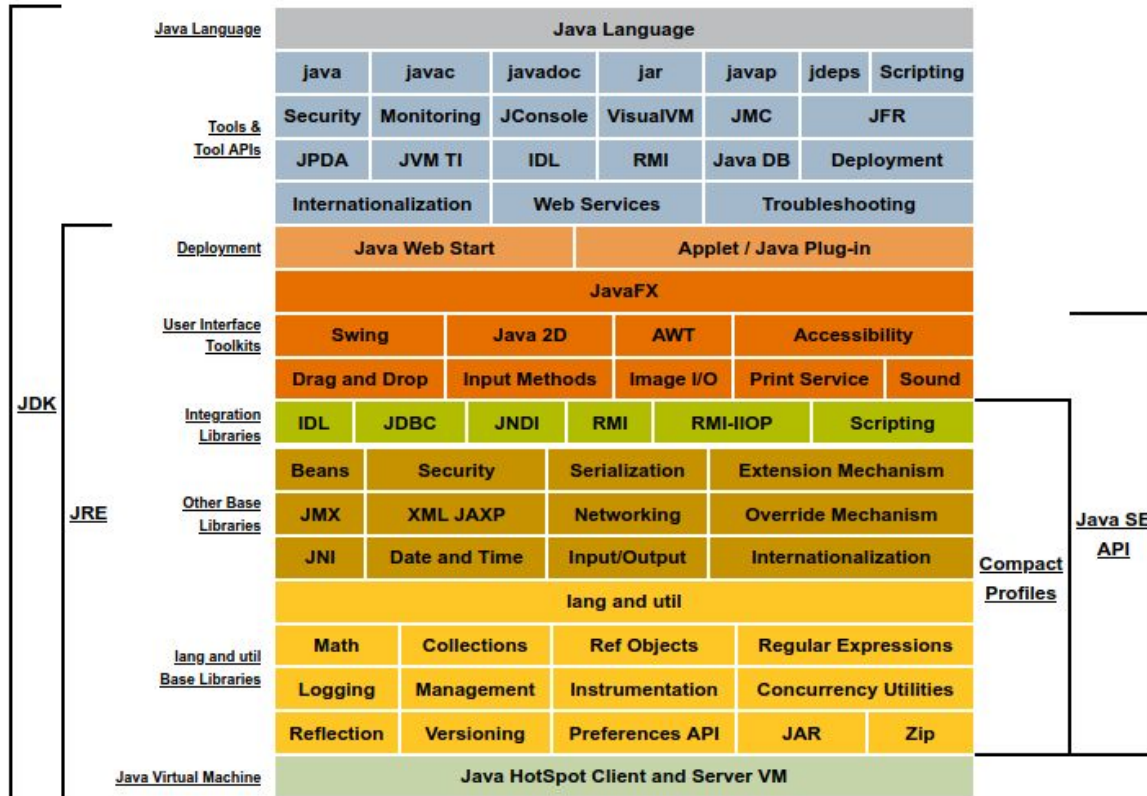 Java Language
Java Language
java javac javadoc jar javap jdeps Scripting
Security Monitoring JConsole VisualVM JMC JFR
Tools &
Tool APIs
JPDA JVM TI IDL RMI Java DB Deployment
Internationalization Web Services Troubleshooting
Deployment
Java Web Start Applet / Java Plug-in
JavaFX
User Interface
Toolkits
Swing Java 2D AWT Accessibility
Drag and Drop Input Methods Image I/O Print Service Sound
JDK
Integration
Libraries
IDL JDBC JNDI RMI RMI-IIOP Scripting
Beans Security Serialization Extension Mechanism
JRE
Other Base
Libraries
JMX XML JAXP Networking Override Mechanism
Java SE
API
JNI Date and Time Input/Output Internationalization
Compact
Profiles
lang and util
lang and util
Base Libraries
Math Collections Ref Objects Regular Expressions
Logging Management Instrumentation Concurrency Utilities
Reflection Versioning Preferences API JAR Zip
Java Virtual Machine
Java HotSpot Client and Server VM